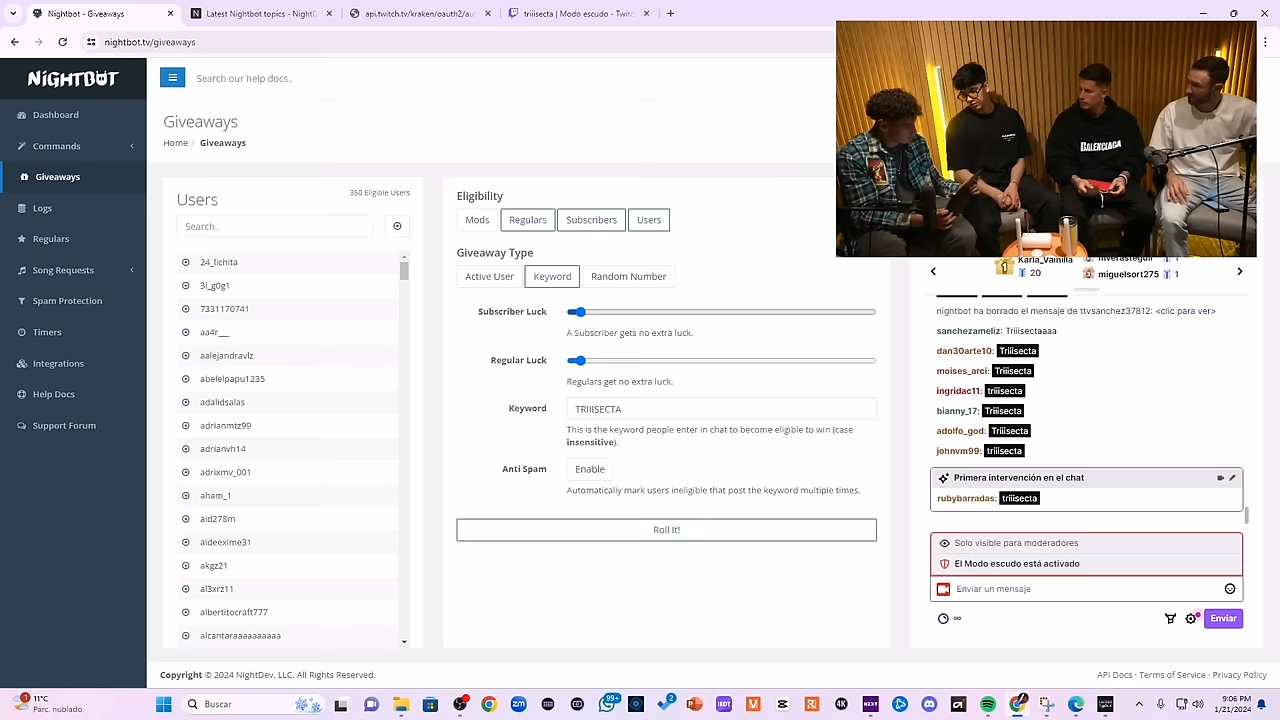 Nightbot - Giveaways
Latest Nightbot News - Nightl
id.twitch.tv/kraken/oauth2/au
nightbot.tv/giveaways
NIGHTBOT
Search our help docs..
Dashboard
Commands
Giveaways
Logs
Regulars
Song Requests
Spam Protection
Timers
Integrations
Help Docs
Support Forum
Giveaways
Home / Giveaways
Users
350 Eligible Users
Search..
24_lichita
3l_g0g1
7331170741
aa4r___
aalejandravlz
abelelpapu1235
adalidsalas
adrianmtz99
adrianvh14
adrixmv_001
aham_1
aid278m
aideexime31
akgz21
al3xrz11
albertitocraft777
alcantaraaaaaaaaaa
Eligibility
Mods Regulars Subscribers Users
Giveaway Type
Active User Keyword Random Number
Subscriber Luck
A Subscriber gets no extra luck.
Regular Luck
Regulars get no extra luck.
Keyword TRIIISECTA
This is the keyword people enter in chat to become eligible to win (case
insensitive).
Anti Spam Enable
Automatically mark users ineligible that post the keyword multiple times.
Roll It!
BALENCIAGA
1 Karla_Vainilla
20
miguelsort275 1
nightbot ha borrado el mensaje de ttvsanchez37812: <clic para ver>
sanchezameliz: Triiisectaaaa
dan30arte10: Triiisecta
moises_arci: Triiisecta
ingridac11: triiisecta
bianny_17: Triiisecta
adolfo_god: Triiisecta
johnvm99: triiisecta
Primera intervención en el chat
rubybarradas: triiisecta
Solo visible para moderadores
El Modo escudo está activado
Enviar un mensaje
∞
Enviar
Copyright © 2024 NightDev, LLC. All Rights Reserved.
API Docs · Terms of Service · Privacy Policy
1
11°C
Parc. nublado
Buscar
99+
2
9:06 PM
1/21/2024